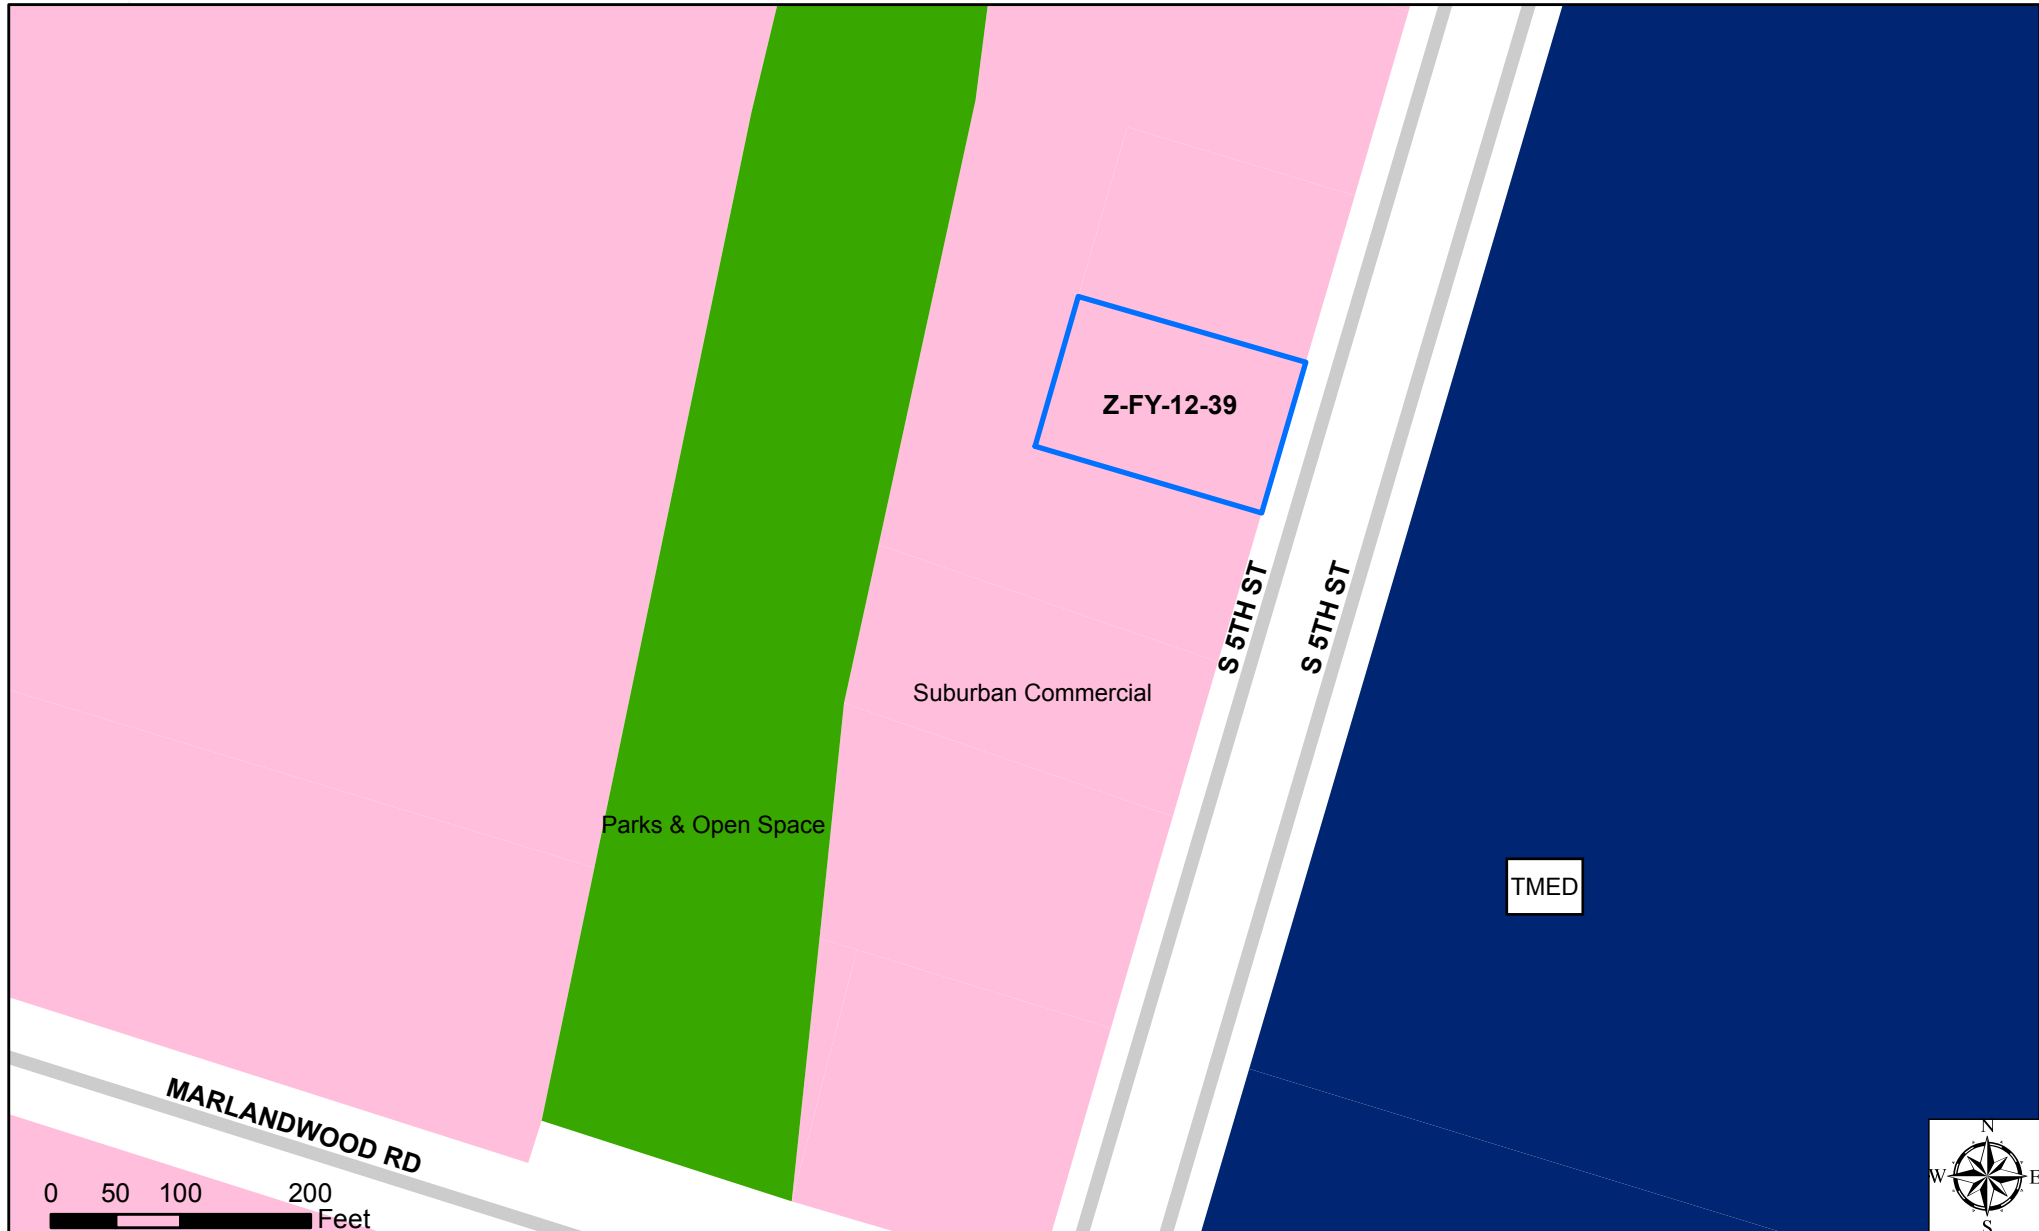 Z-FY-12-39
S 5TH ST
S 5TH ST
Suburban Commercial
Parks & Open Space
TMED
MARLANDWOOD RD
0 50 100 200
Feet
N
W E
S